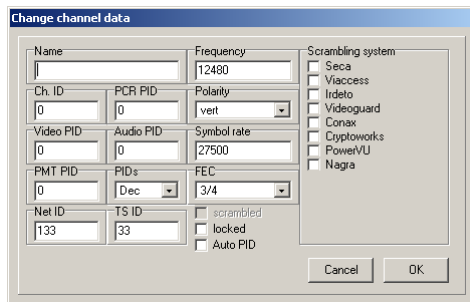 Change channel data
Name
Frequency
12480
Scrambling system
Seca
Viaccess
Irdeto
Videoguard
Conax
Cryptoworks
PowerVU
Nagra
Ch. ID
PCR PID
Polarity
0
0
vert
Video PID
Audio PID
Symbol rate
0
0
27500
PMT PID
PIDs
FEC
0
Dec
3/4
Net ID
TS ID
133
33
scrambled
locked
Auto PID
Cancel
OK